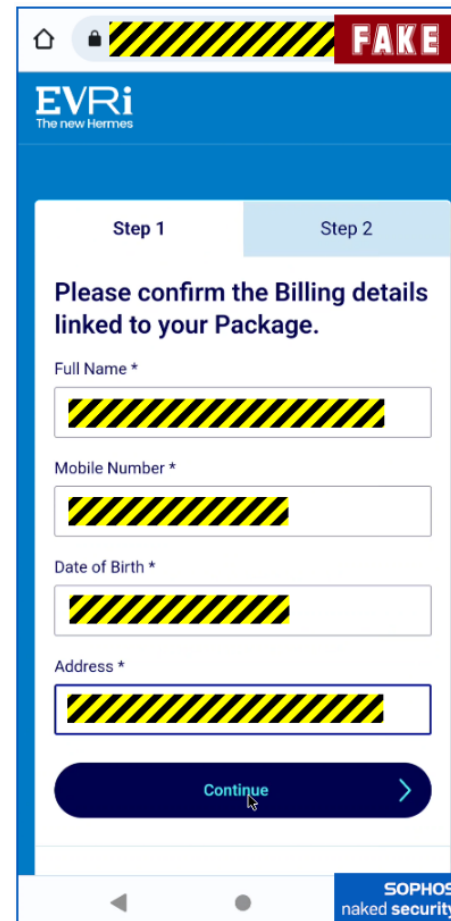 FAKE
EVRi
The new Hermes
Step 1
Step 2
Please confirm the Billing details
linked to your Package.
Full Name *
Mobile Number *
Date of Birth *
Address *
Continue
SOPHOS
naked security